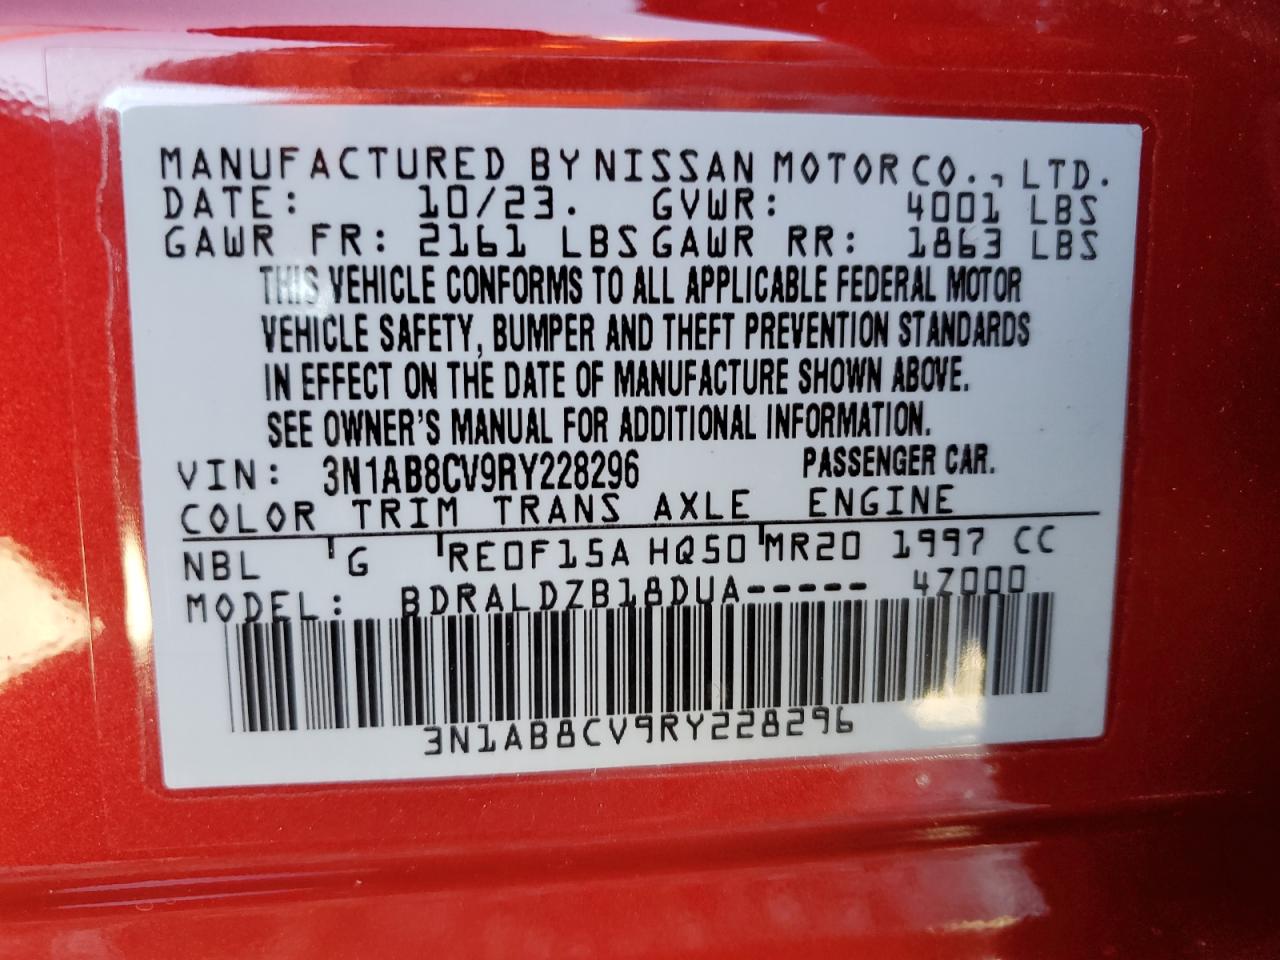 MANUFACTURED BY NISSAN MOTOR CO., LTD.
DATE: 10/23. GVWR: 4001 LBS
GAWR FR: 2161 LBS GAWR RR: 1863 LBS
THIS VEHICLE CONFORMS TO ALL APPLICABLE FEDERAL MOTOR
VEHICLE SAFETY, BUMPER AND THEFT PREVENTION STANDARDS
IN EFFECT ON THE DATE OF MANUFACTURE SHOWN ABOVE.
SEE OWNER'S MANUAL FOR ADDITIONAL INFORMATION.
VIN: 3N1AB8CV9RY228296 PASSENGER CAR.
COLOR TRIM TRANS AXLE ENGINE
NBL G RE0F15A HQ50 MR20 1997 CC
MODEL: BDRALDZB18DUA----- 4Z000
3N1AB8CV9RY228296